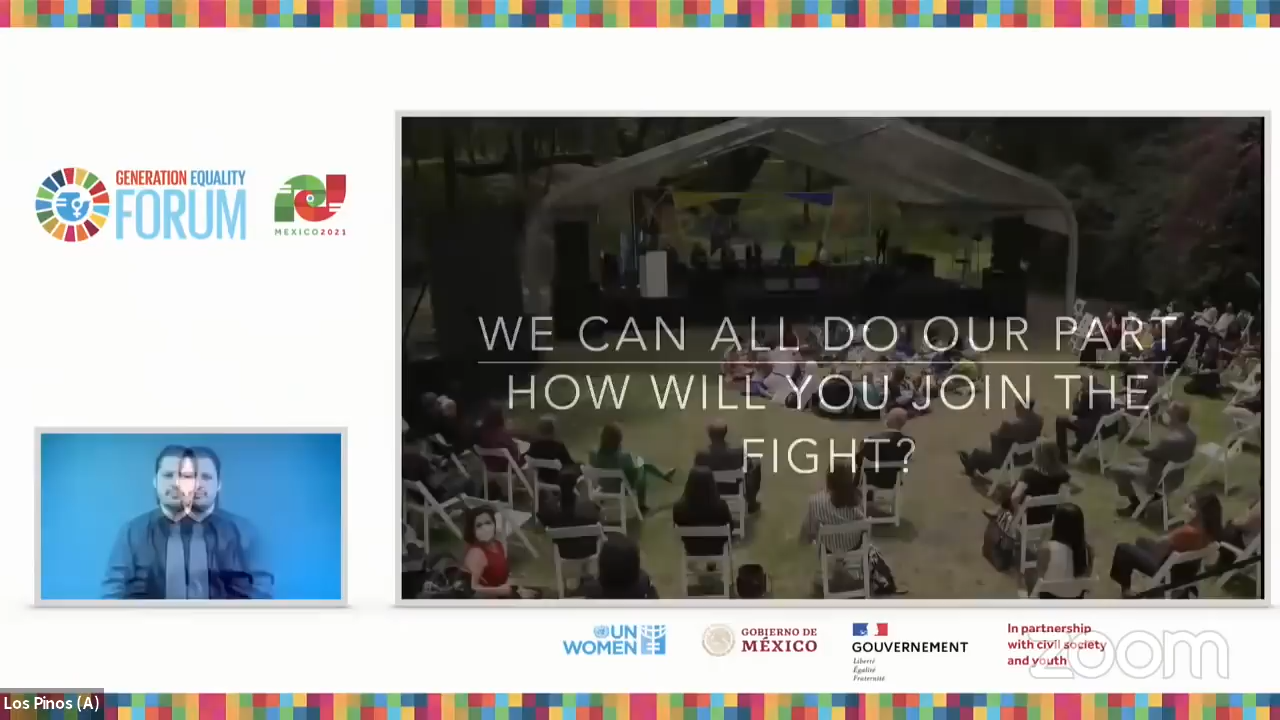 GENERATION EQUALITY
FORUM
MEXICO2021
WE CAN ALL DO OUR PART
HOW WILL YOU JOIN THE
FIGHT?
UN
WOMEN
GOBIERNO DE
MÉXICO
GOUVERNEMENT
Liberté
Égalité
Fraternité
In partnership
with civil society
and youth
zoom
Los Pinos (A)